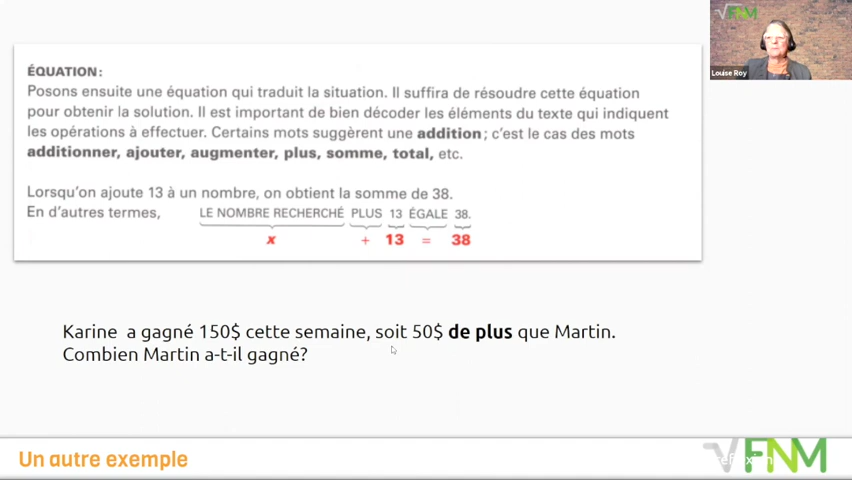 FNM
Louise Roy
ÉQUATION :
Posons ensuite une équation qui traduit la situation. Il suffira de résoudre cette équation
pour obtenir la solution. Il est important de bien décoder les éléments du texte qui indiquent
les opérations à effectuer. Certains mots suggèrent une addition ; c'est le cas des mots
additionner, ajouter, augmenter, plus, somme, total, etc.
Lorsqu'on ajoute 13 à un nombre, on obtient la somme de 38.
En d'autres termes, LE NOMBRE RECHERCHÉ PLUS 13 ÉGALE 38.
x + 13 = 38
Karine a gagné 150$ cette semaine, soit 50$ de plus que Martin.
Combien Martin a-t-il gagné?
Un autre exemple
√FNM